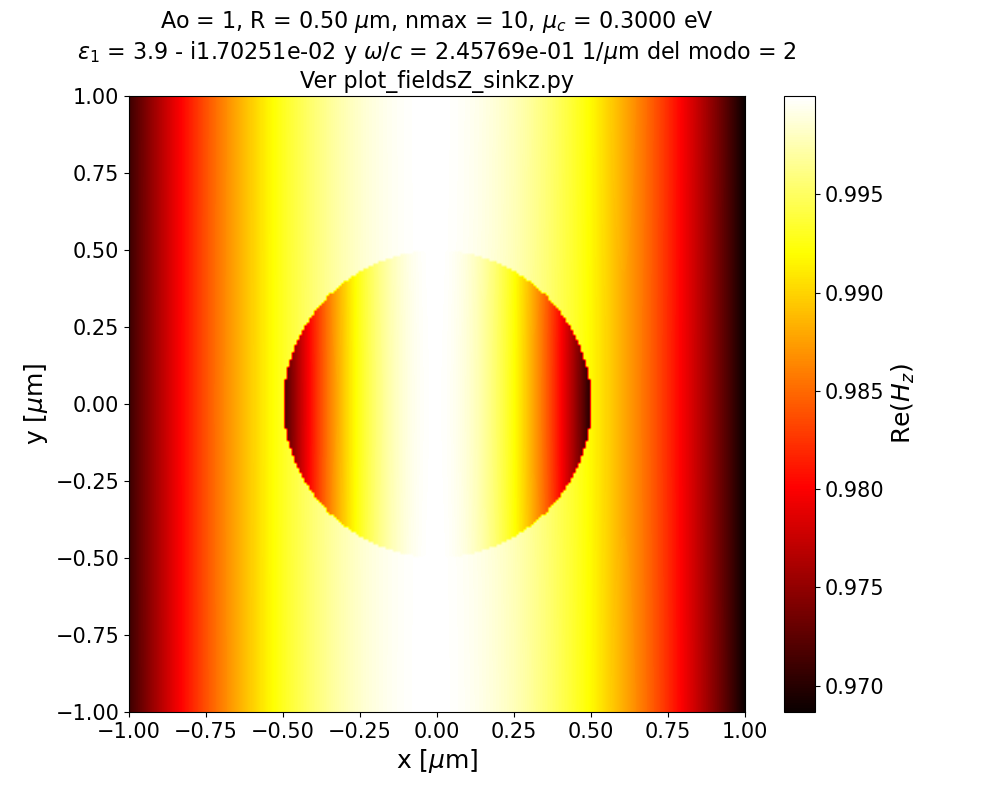 Ao = 1, R = 0.50 μm, nmax = 10, μc = 0.3000 eV
ε1 = 3.9 - i1.70251e-02 y ω/c = 2.45769e-01 1/μm del modo = 2
Ver plot_fieldsZ_sinkz.py
1.00
0.75
0.50
0.25
0.00
−0.25
−0.50
−0.75
−1.00
y [μm]
−1.00 −0.75 −0.50 −0.25 0.00 0.25 0.50 0.75 1.00
x [μm]
0.995
0.990
0.985
0.980
0.975
0.970
Re(Hz)